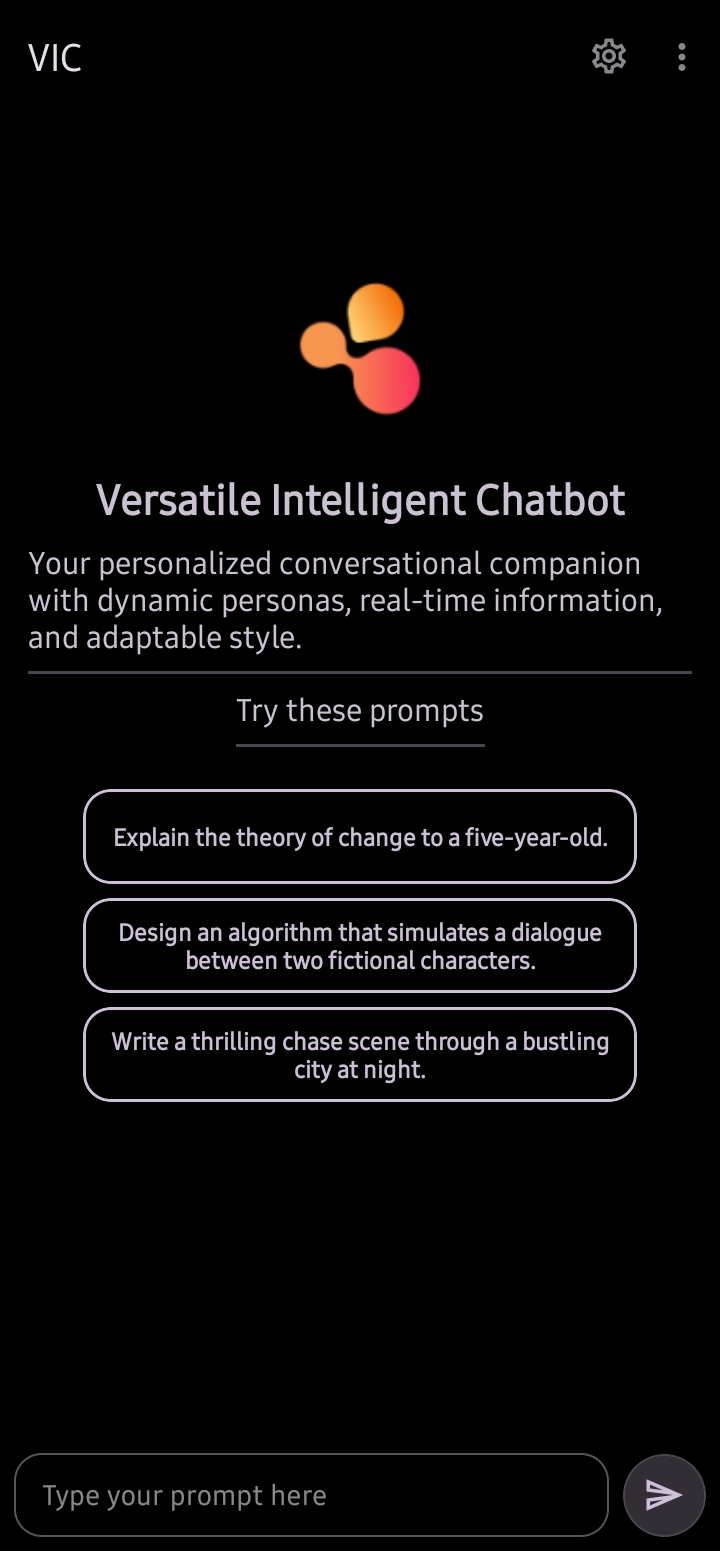 VIC
Versatile Intelligent Chatbot
Your personalized conversational companion
with dynamic personas, real-time information,
and adaptable style.
Try these prompts
Explain the theory of change to a five-year-old.
Design an algorithm that simulates a dialogue
between two fictional characters.
Write a thrilling chase scene through a bustling
city at night.
Type your prompt here